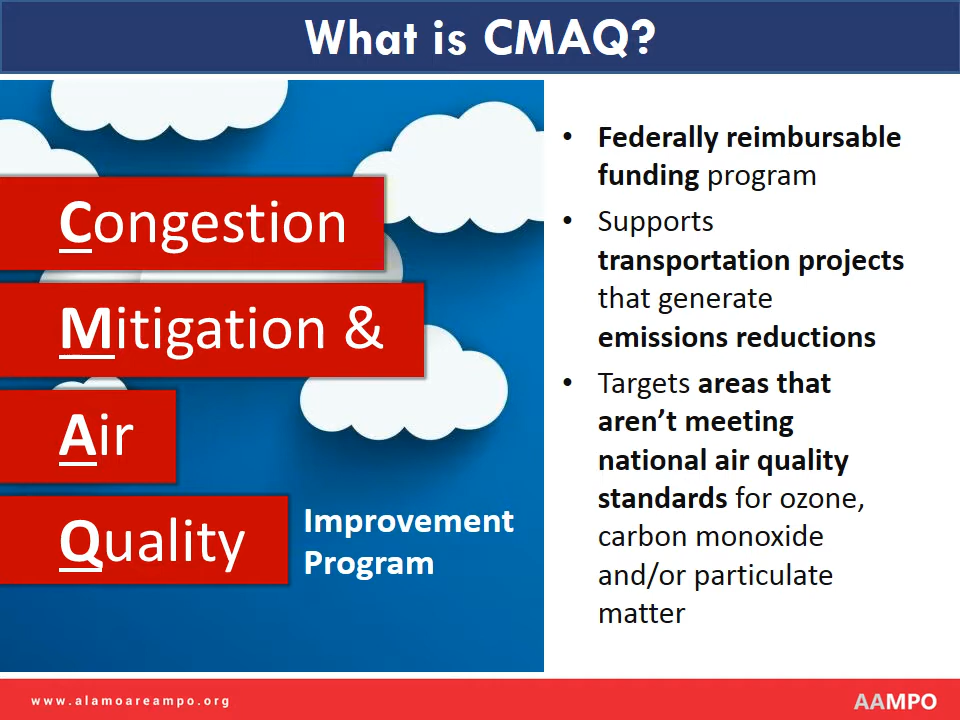 What is CMAQ?
Congestion
Mitigation &
Air
Quality
Improvement
Program
• Federally reimbursable
funding program
• Supports
transportation projects
that generate
emissions reductions
• Targets areas that
aren’t meeting
national air quality
standards for ozone,
carbon monoxide
and/or particulate
matter
www.alamoareampo.org
AAMPO